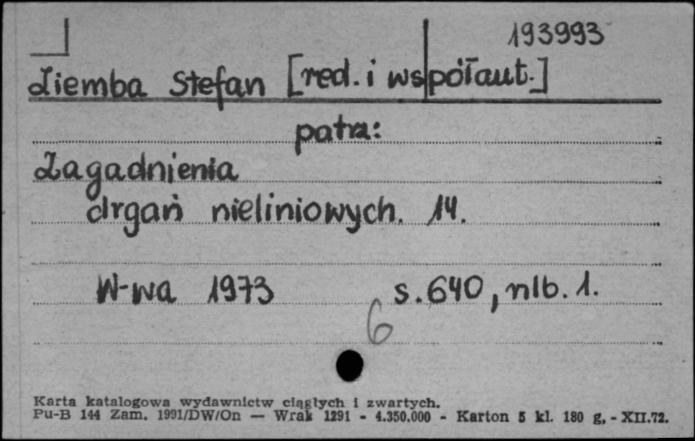 193993
Ziemba Stefan [red. i współaut.]
patrz:
Zagadnienia
drgań nieliniowych. 14.
W-wa 1973 s. 640, nlb. 1.
6
Karta katalogowa wydawnictw ciągłych i zwartych.
Pu-B 144 Zam. 1991/DW/On — Wrak 1291 - 4.350.000 - Karton 5 kl. 180 g. - XII.72.